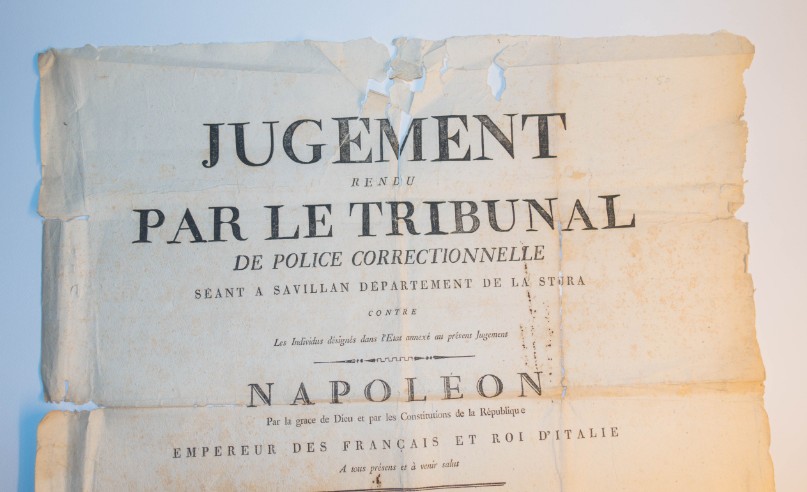 JUGEMENT
RENDU
PAR LE TRIBUNAL
DE POLICE CORRECTIONNELLE
SÉANT A SAVILLAN DÉPARTEMENT DE LA STURA
CONTRE
Les Individus désignés dans l'Etat annexé au présent Jugement
NAPOLÉON
Par la grace de Dieu et par les Constitutions de la République
EMPEREUR DES FRANÇAIS ET ROI D'ITALIE
A tous présens et à venir salut